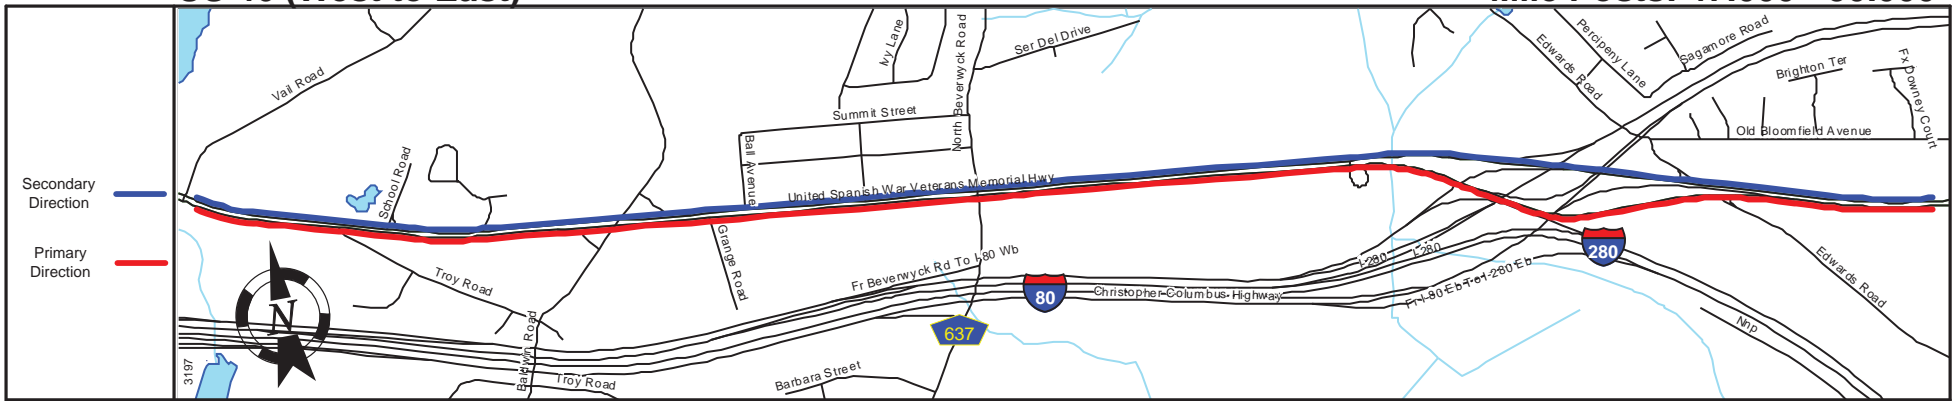 Secondary
Direction
Primary
Direction
Vail Road
School Road
Ivy Lane
North Beverwyck Road
Ser Del Drive
Summit Street
Ball Avenue
United Spanish War Veterans Memorial Hwy
Percipeny Lane
Edwards Road
Sagamore Road
Brighton Ter
Fx Downey Court
Old Bloomfield Avenue
Troy Road
Grange Road
Fr Beverwyck Rd To I-80 Wb
80
Christopher Columbus Highway
I-280
I-280
Fr I-80 Eb To I-280 Eb
280
Edwards Road
Nnp
N
637
3197
Baldwin Road
Troy Road
Barbara Street